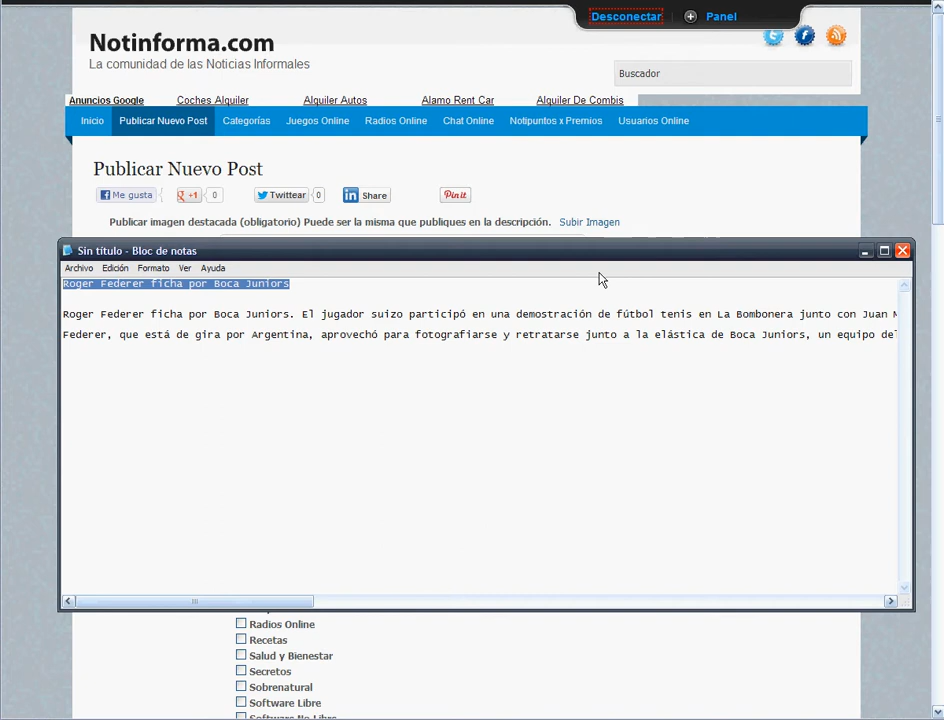 Desconectar
Panel
Notinforma.com
La comunidad de las Noticias Informales
Buscador
Anuncios Google Coches Alquiler Alquiler Autos Alamo Rent Car Alquiler De Combis
Inicio Publicar Nuevo Post Categorías Juegos Online Radios Online Chat Online Notipuntos x Premios Usuarios Online
Publicar Nuevo Post
Me gusta +1 0 Twittear 0 Share Pin it
Publicar imagen destacada (obligatorio) Puede ser la misma que publiques en la descripción. Subir Imagen
Sin título - Bloc de notas
Archivo Edición Formato Ver Ayuda
Roger Federer ficha por Boca Juniors
Roger Federer ficha por Boca Juniors. El jugador suizo participó en una demostración de fútbol tenis en La Bombonera junto con Juan
Federer, que está de gira por Argentina, aprovechó para fotografiarse y retratarse junto a la elástica de Boca Juniors, un equipo de
Radios Online
Recetas
Salud y Bienestar
Secretos
Sobrenatural
Software Libre